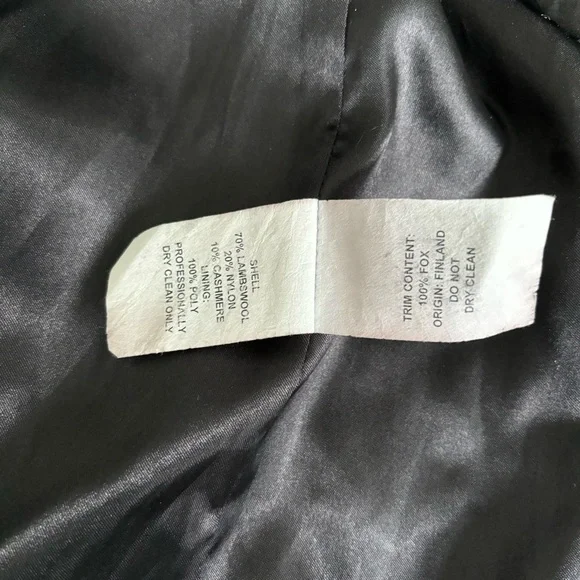 SHELL
70% LAMBSWOOL
20% NYLON
10% CASHMERE
LINING:
100% POLY
PROFESSIONALLY
DRY CLEAN ONLY
TRIM CONTENT:
100% FOX
ORIGIN: FINLAND
DO NOT
DRY CLEAN